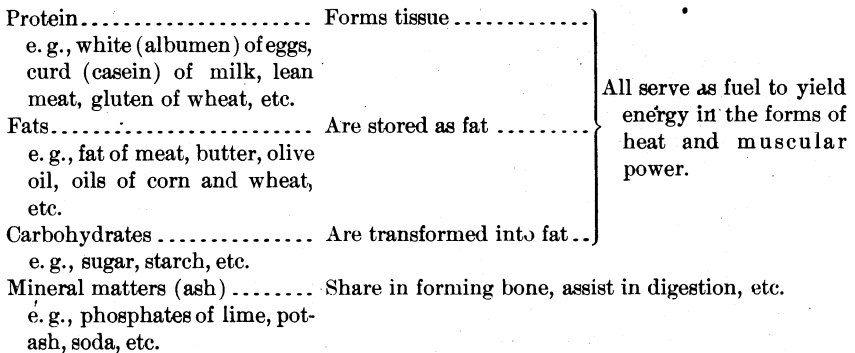 Protein...................... Forms tissue .............
e. g., white (albumen) of eggs,
curd (casein) of milk, lean
meat, gluten of wheat, etc.
Fats......................... Are stored as fat .........
e. g., fat of meat, butter, olive
oil, oils of corn and wheat,
etc.
Carbohydrates ............... Are transformed into fat..
e. g., sugar, starch, etc.
All serve as fuel to yield
energy in the forms of
heat and muscular
power.
Mineral matters (ash) ........ Share in forming bone, assist in digestion, etc.
e. g., phosphates of lime, pot-
ash, soda, etc.